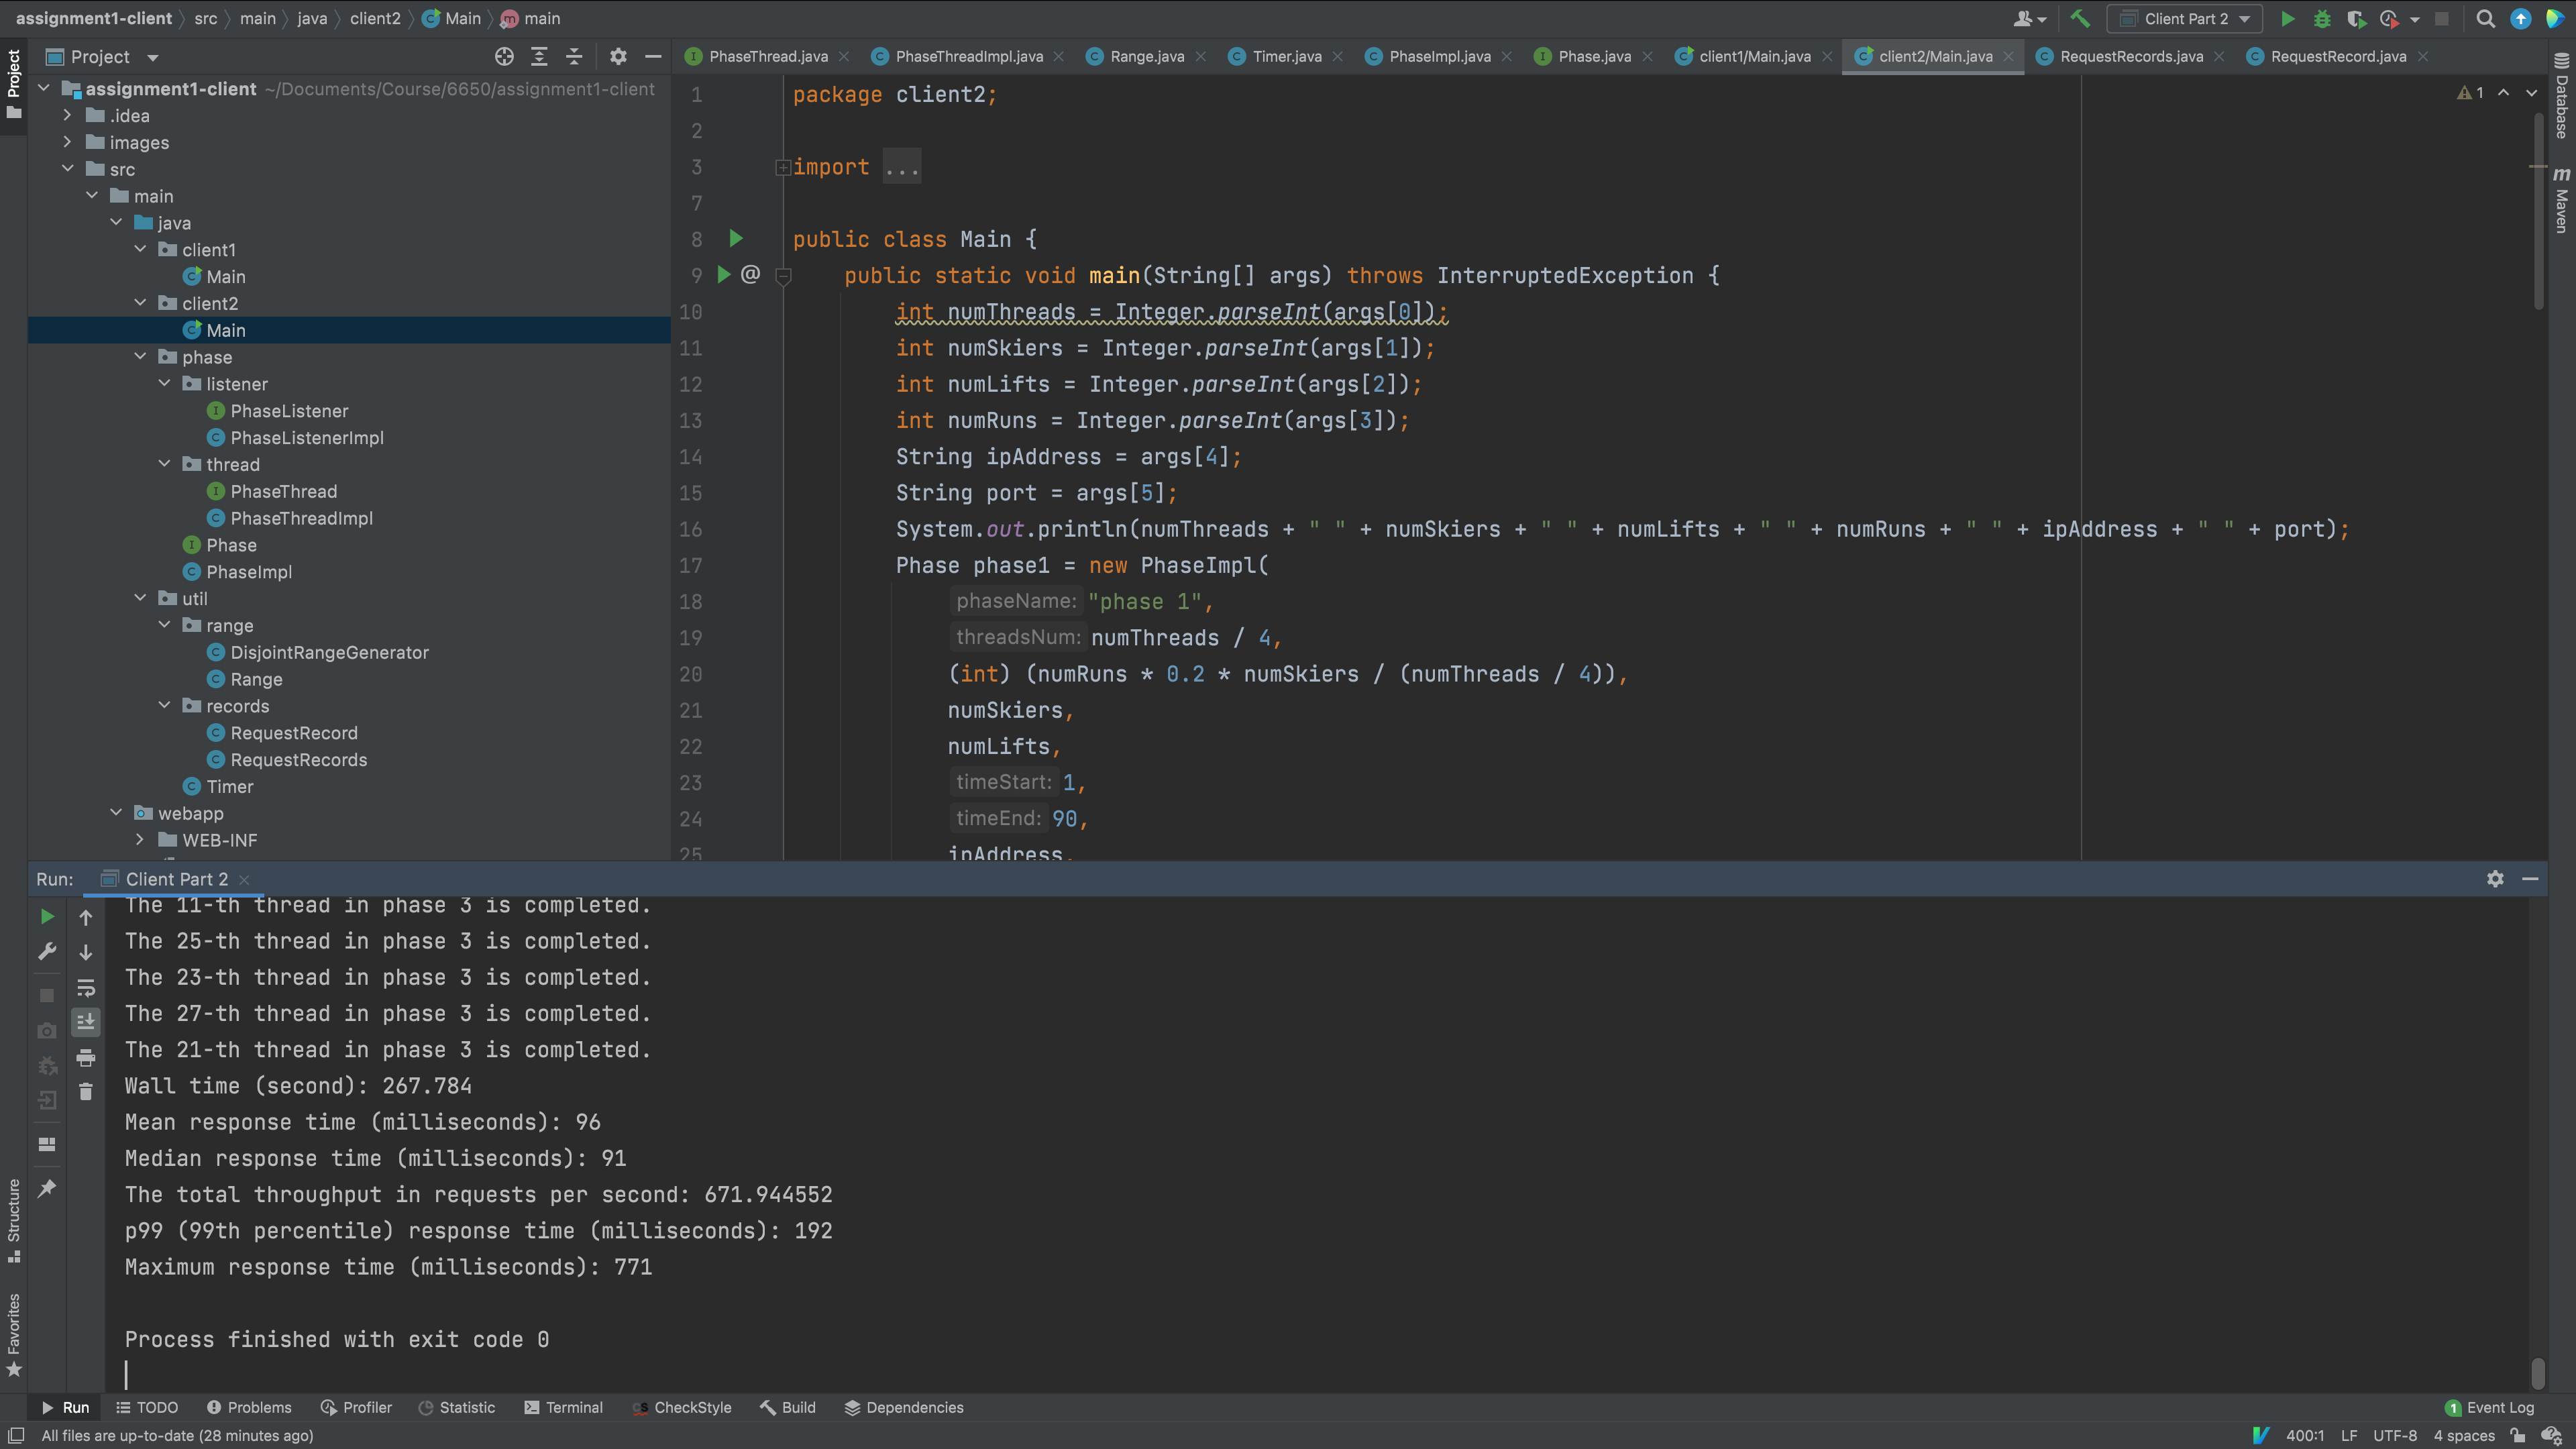 assignment1-client src main java client2 Main main
Client Part 2
Project
PhaseThread.java PhaseThreadImpl.java Range.java Timer.java PhaseImpl.java Phase.java client1/Main.java client2/Main.java RequestRecords.java RequestRecord.java
Project
Database
Maven
assignment1-client ~/Documents/Course/6650/assignment1-client
.idea
images
src
main
java
client1
Main
client2
Main
phase
listener
PhaseListener
PhaseListenerImpl
thread
PhaseThread
PhaseThreadImpl
Phase
PhaseImpl
util
range
DisjointRangeGenerator
Range
records
RequestRecord
RequestRecords
Timer
webapp
WEB-INF
1
1 package client2;
2
3 import ...
7
8 public class Main {
9 @ public static void main(String[] args) throws InterruptedException {
10 int numThreads = Integer.parseInt(args[0]);
11 int numSkiers = Integer.parseInt(args[1]);
12 int numLifts = Integer.parseInt(args[2]);
13 int numRuns = Integer.parseInt(args[3]);
14 String ipAddress = args[4];
15 String port = args[5];
16 System.out.println(numThreads + " " + numSkiers + " " + numLifts + " " + numRuns + " " + ipAddress + " " + port);
17 Phase phase1 = new PhaseImpl(
18 phaseName: "phase 1",
19 threadsNum: numThreads / 4,
20 (int) (numRuns * 0.2 * numSkiers / (numThreads / 4)),
21 numSkiers,
22 numLifts,
23 timeStart: 1,
24 timeEnd: 90,
25 ipAddress,
Run: Client Part 2
The 11-th thread in phase 3 is completed.
The 25-th thread in phase 3 is completed.
The 23-th thread in phase 3 is completed.
The 27-th thread in phase 3 is completed.
The 21-th thread in phase 3 is completed.
Wall time (second): 267.784
Mean response time (milliseconds): 96
Median response time (milliseconds): 91
The total throughput in requests per second: 671.944552
p99 (99th percentile) response time (milliseconds): 192
Maximum response time (milliseconds): 771
Process finished with exit code 0
Structure
Favorites
Run TODO Problems Profiler Statistic Terminal CheckStyle Build Dependencies 1 Event Log
All files are up-to-date (28 minutes ago) 400:1 LF UTF-8 4 spaces